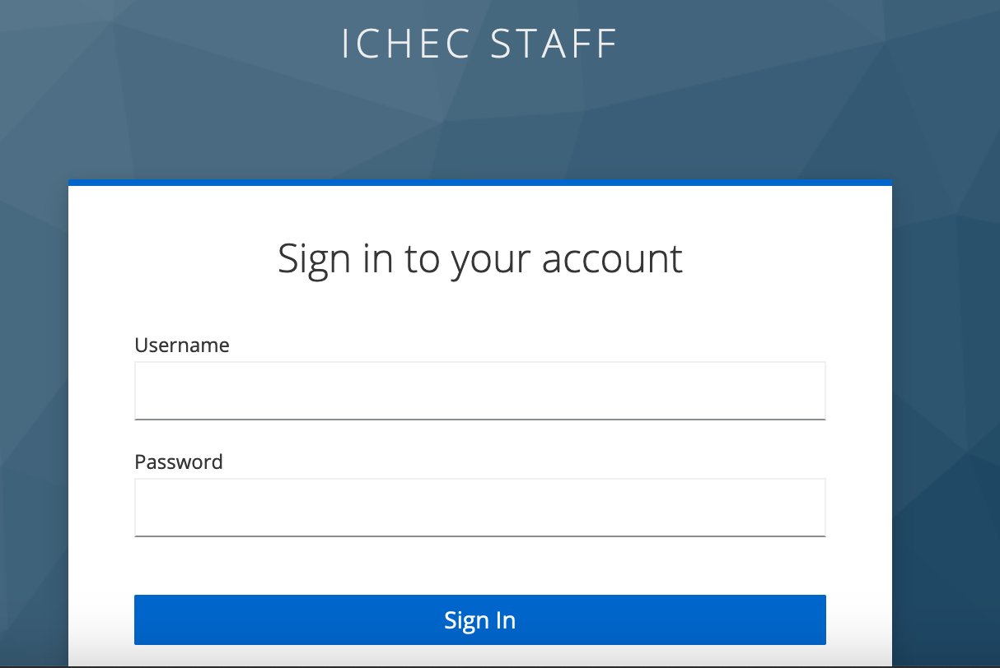 ICHEC STAFF
Sign in to your account
Username
Password
Sign In